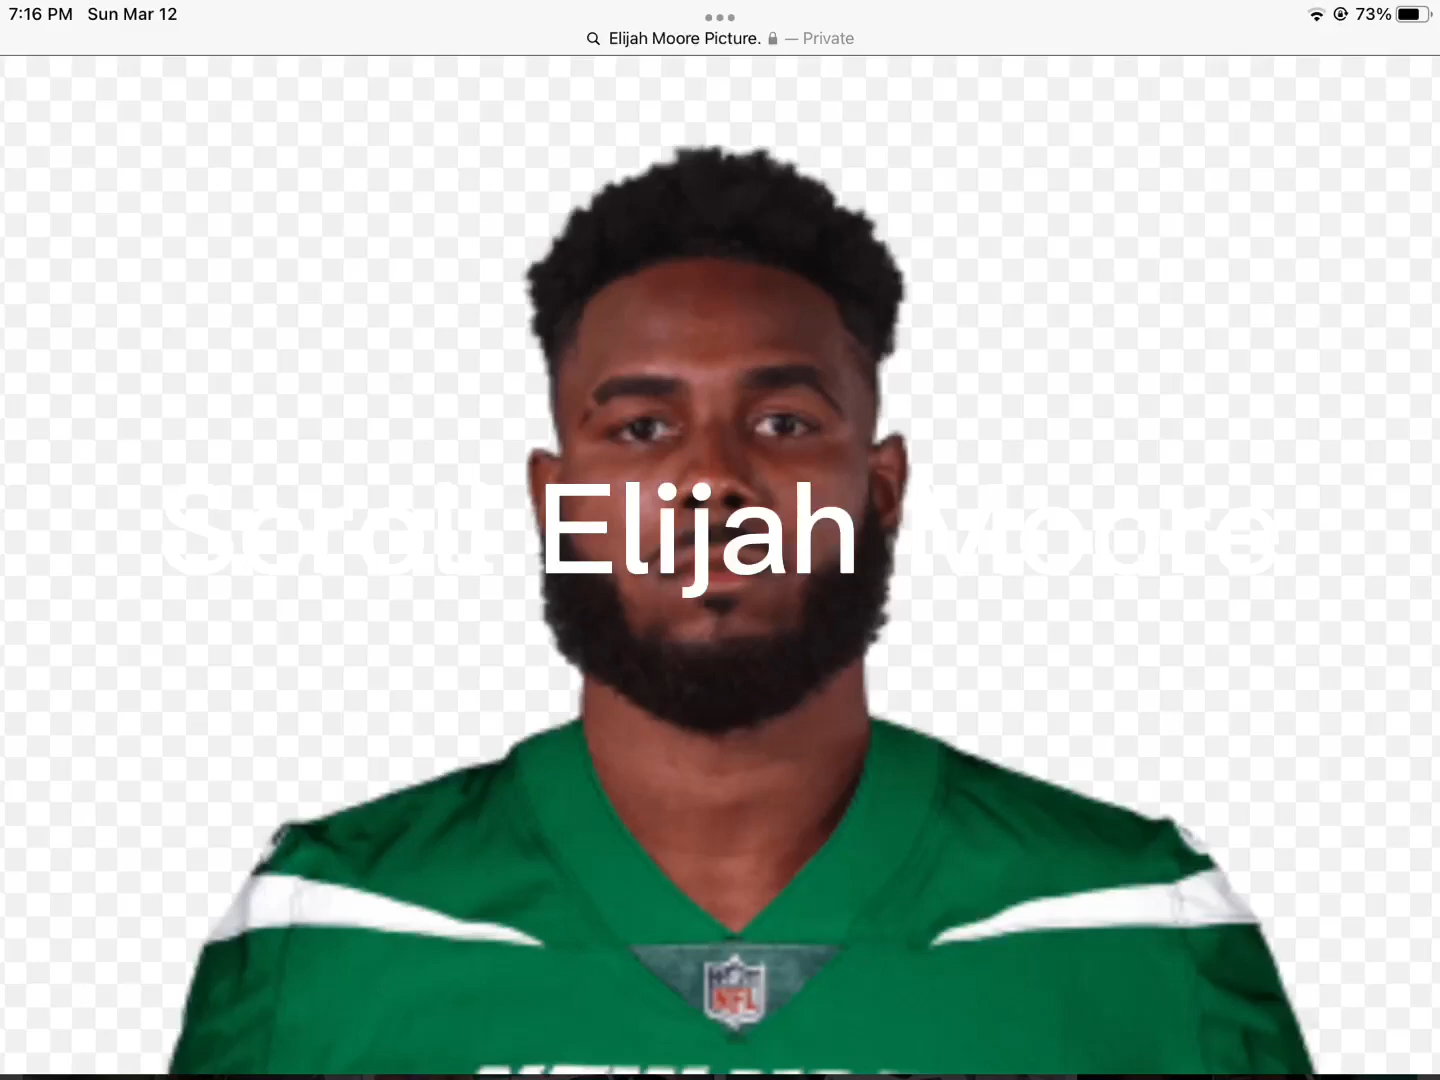 7:16 PM Sun Mar 12
73%
Elijah Moore Picture. — Private
Scroll Elijah Moore
NFL